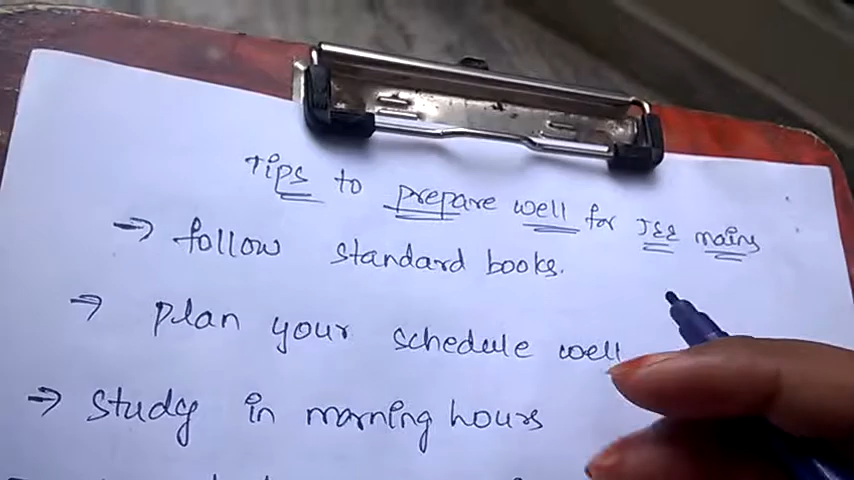 Tips to prepare well for JEE mains
→ follow standard books.
→ plan your schedule well
→ study in morning hours